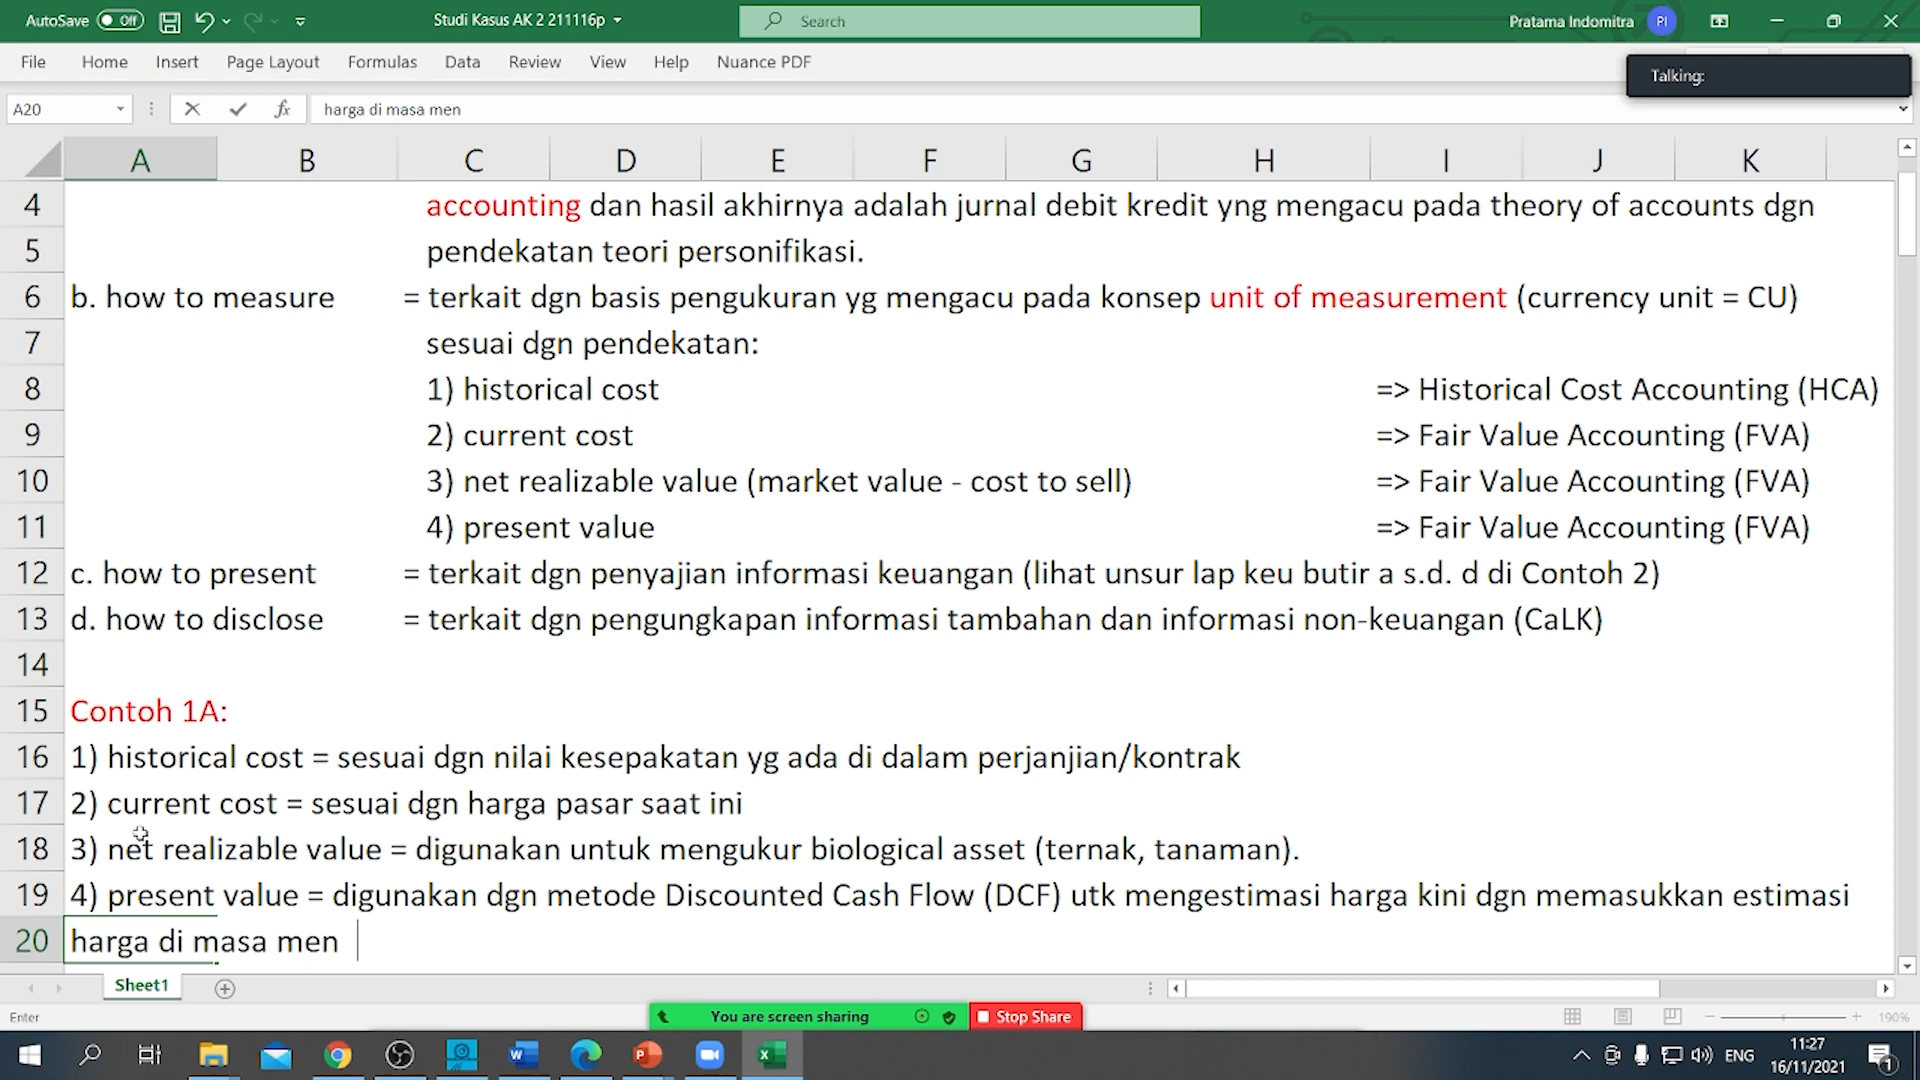 AutoSave Off Studi Kasus AK 2 211116p Search Pratama Indomitra PI
File Home Insert Page Layout Formulas Data Review View Help Nuance PDF
Talking:
A20 fx harga di masa men
A B C D E F G H I J K
4 accounting dan hasil akhirnya adalah jurnal debit kredit yng mengacu pada theory of accounts dgn
5 pendekatan teori personifikasi.
6 b. how to measure = terkait dgn basis pengukuran yg mengacu pada konsep unit of measurement (currency unit = CU)
7 sesuai dgn pendekatan:
8 1) historical cost => Historical Cost Accounting (HCA)
9 2) current cost => Fair Value Accounting (FVA)
10 3) net realizable value (market value - cost to sell) => Fair Value Accounting (FVA)
11 4) present value => Fair Value Accounting (FVA)
12 c. how to present = terkait dgn penyajian informasi keuangan (lihat unsur lap keu butir a s.d. d di Contoh 2)
13 d. how to disclose = terkait dgn pengungkapan informasi tambahan dan informasi non-keuangan (CaLK)
14
15 Contoh 1A:
16 1) historical cost = sesuai dgn nilai kesepakatan yg ada di dalam perjanjian/kontrak
17 2) current cost = sesuai dgn harga pasar saat ini
18 3) net realizable value = digunakan untuk mengukur biological asset (ternak, tanaman).
19 4) present value = digunakan dgn metode Discounted Cash Flow (DCF) utk mengestimasi harga kini dgn memasukkan estimasi
20 harga di masa men
Sheet1
Enter You are screen sharing Stop Share 190%
ENG 11:27
16/11/2021 1